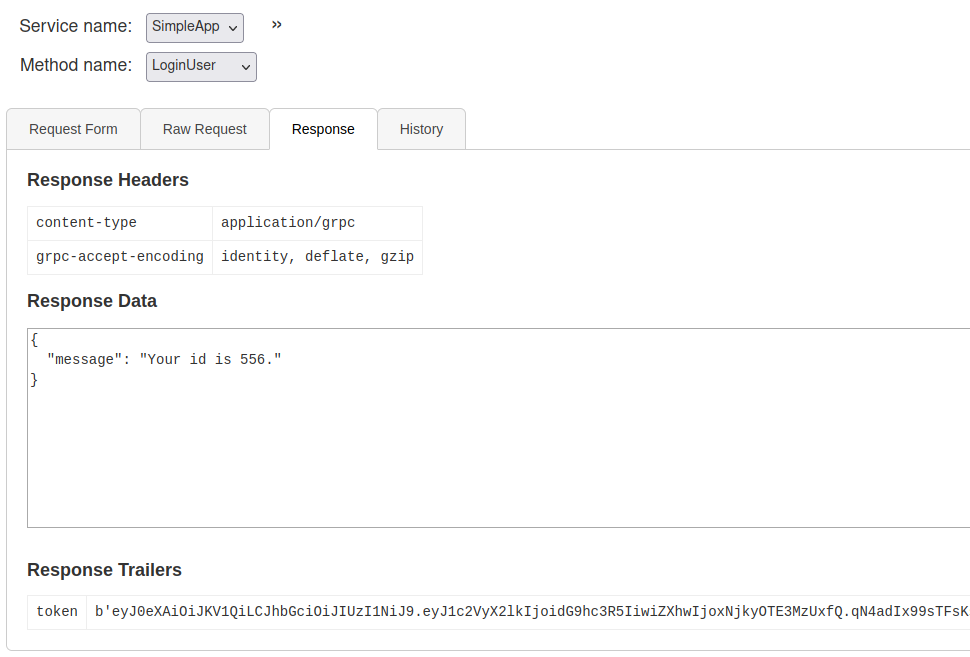 Service name: SimpleApp »
Method name: LoginUser
Request Form Raw Request Response History
Response Headers
content-type application/grpc
grpc-accept-encoding identity, deflate, gzip
Response Data
{
"message": "Your id is 556."
}
Response Trailers
token b'eyJ0eXAiOiJKV1QiLCJhbGciOiJIUzI1NiJ9.eyJ1c2VyX2lkIjoidG9hc3R5IiwiZXhwIjoxNjkyOTE3MzUxfQ.qN4adIx99sTFsK